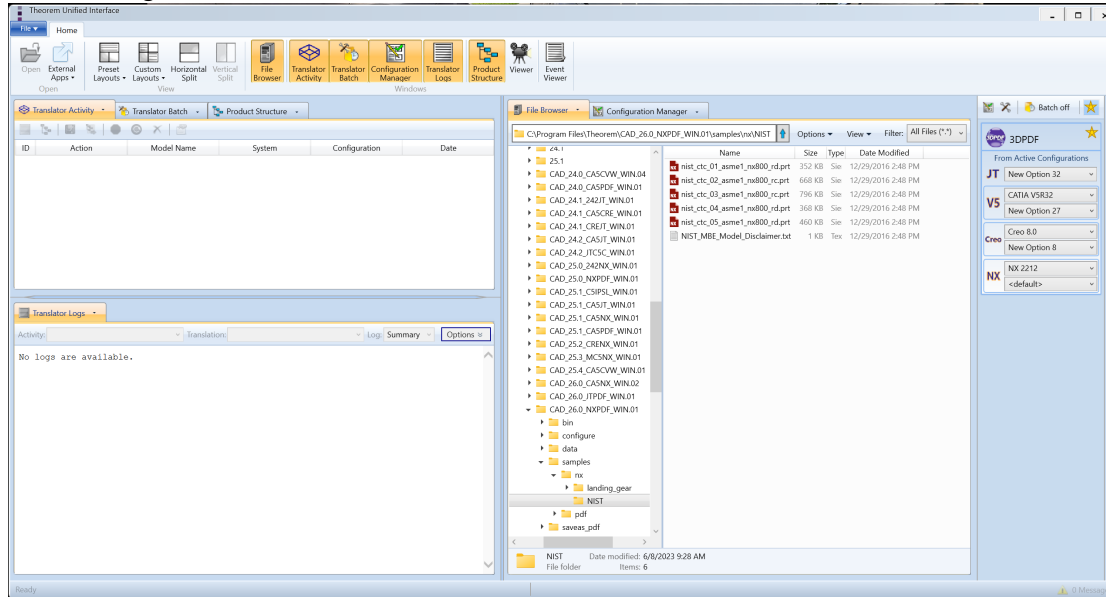 Theorem Unified Interface
File
Home
Open
External Apps
Preset Layouts
Custom Layouts
Horizontal Split
Vertical Split
File Browser
Translator Activity
Translator Batch
Configuration Manager
Translator Logs
Product Structure
Viewer
Event Viewer
Open
View
Windows
Translator Activity
Translator Batch
Product Structure
ID
Action
Model Name
System
Configuration
Date
Translator Logs
Activity:
Translation:
Log: Summary
Options
No logs are available.
File Browser
Configuration Manager
C:\Program Files\Theorem\CAD_26.0_NXPDF_WIN.01\samples\nx\NIST
Options
View
Filter: All Files (*.*)
24.1
25.1
CAD_24.0_CA5CVW_WIN.04
CAD_24.0_CA5PDF_WIN.01
CAD_24.1_242JT_WIN.01
CAD_24.1_CA5CRE_WIN.01
CAD_24.1_CREJT_WIN.01
CAD_24.2_CA5JT_WIN.01
CAD_24.2_JTC5C_WIN.01
CAD_25.0_242NX_WIN.01
CAD_25.0_NXPDF_WIN.01
CAD_25.1_C5IPSL_WIN.01
CAD_25.1_CA5JT_WIN.01
CAD_25.1_CA5NX_WIN.01
CAD_25.1_CA5PDF_WIN.01
CAD_25.2_CRENX_WIN.01
CAD_25.3_MC5NX_WIN.01
CAD_25.4_CA5CVW_WIN.01
CAD_26.0_CA5NX_WIN.02
CAD_26.0_JTPDF_WIN.01
CAD_26.0_NXPDF_WIN.01
bin
configure
data
samples
nx
landing_gear
NIST
pdf
saveas_pdf
Name Size Type Date Modified
nist_ctc_01_asme1_nx800_rd.prt 352 KB Sie 12/29/2016 2:48 PM
nist_ctc_02_asme1_nx800_rc.prt 668 KB Sie 12/29/2016 2:48 PM
nist_ctc_03_asme1_nx800_rc.prt 796 KB Sie 12/29/2016 2:48 PM
nist_ctc_04_asme1_nx800_rd.prt 368 KB Sie 12/29/2016 2:48 PM
nist_ctc_05_asme1_nx800_rd.prt 460 KB Sie 12/29/2016 2:48 PM
NIST_MBE_Model_Disclaimer.txt 1 KB Tex 12/29/2016 2:48 PM
NIST Date modified: 6/8/2023 9:28 AM
File folder Items: 6
Batch off
3DPDF
3DPDF
From Active Configurations
JT New Option 32
V5 CATIA V5R32
New Option 27
Creo Creo 8.0
New Option 8
NX NX 2212
<default>
Ready
0 Messag